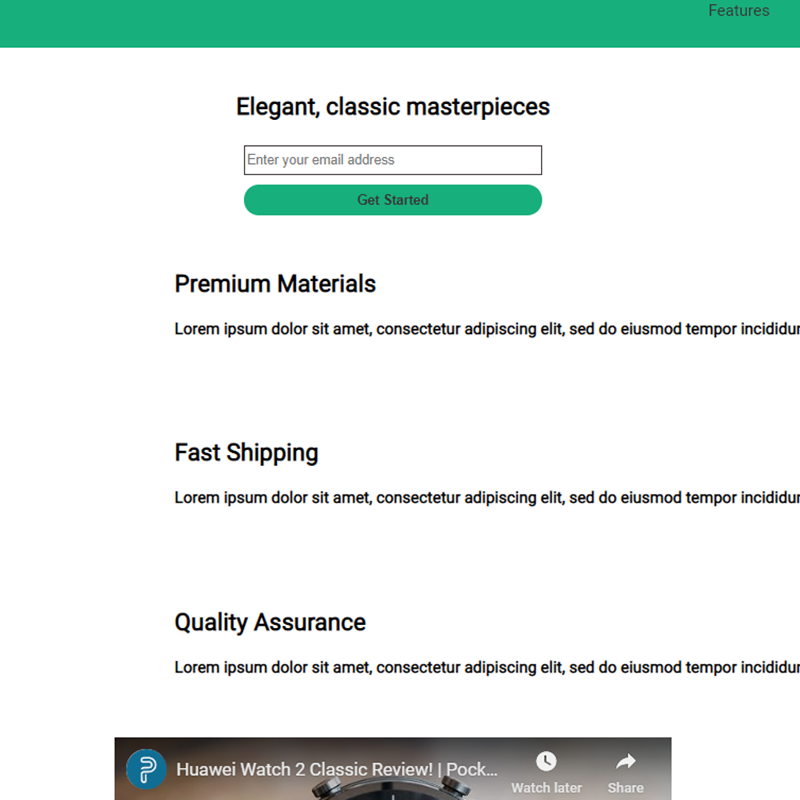 Features
Elegant, classic masterpieces
Enter your email address
Get Started
Premium Materials
Lorem ipsum dolor sit amet, consectetur adipiscing elit, sed do eiusmod tempor incididur
Fast Shipping
Lorem ipsum dolor sit amet, consectetur adipiscing elit, sed do eiusmod tempor incididur
Quality Assurance
Lorem ipsum dolor sit amet, consectetur adipiscing elit, sed do eiusmod tempor incididur
Huawei Watch 2 Classic Review! | Pock...
Watch later Share